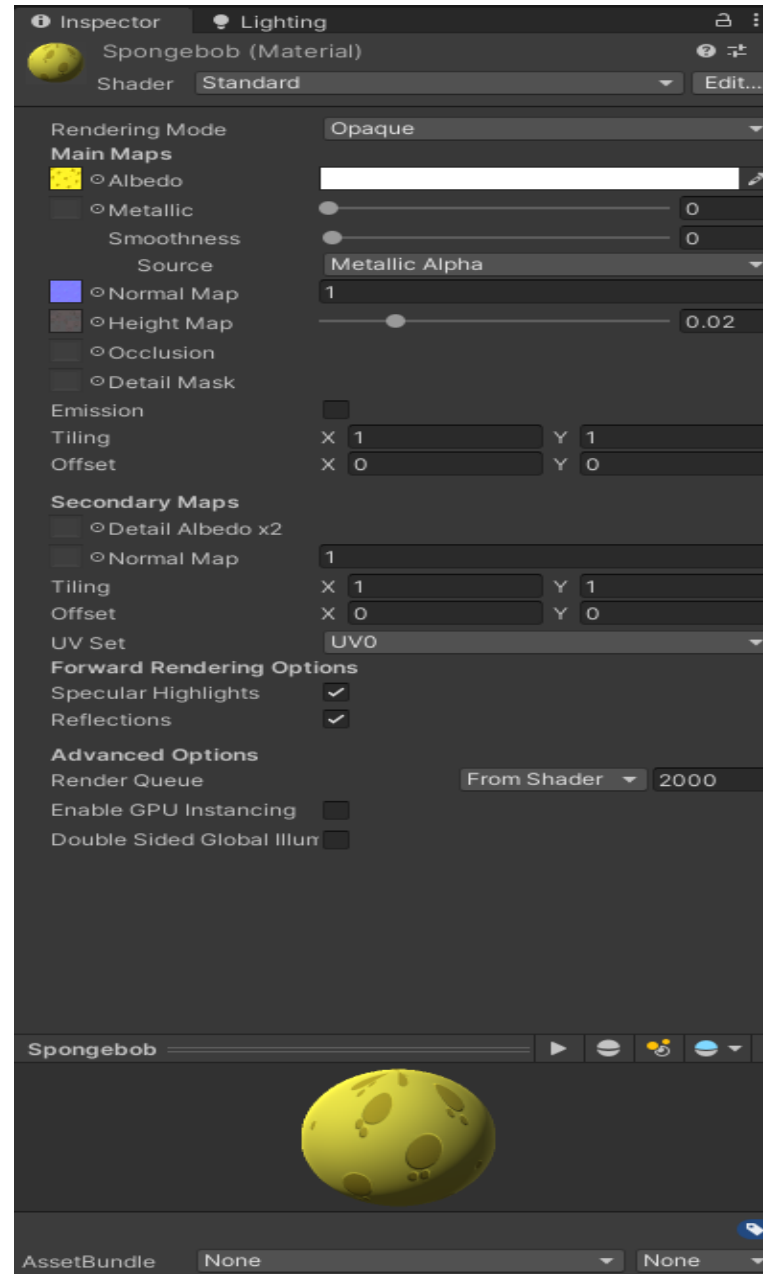 Inspector Lighting
Spongebob (Material)
Shader Standard Edit...
Rendering Mode Opaque
Main Maps
Albedo
Metallic 0
Smoothness 0
Source Metallic Alpha
Normal Map 1
Height Map 0.02
Occlusion
Detail Mask
Emission
Tiling X 1 Y 1
Offset X 0 Y 0
Secondary Maps
Detail Albedo x2
Normal Map 1
Tiling X 1 Y 1
Offset X 0 Y 0
UV Set UV0
Forward Rendering Options
Specular Highlights
Reflections
Advanced Options
Render Queue From Shader 2000
Enable GPU Instancing
Double Sided Global Illum
Spongebob
AssetBundle None None